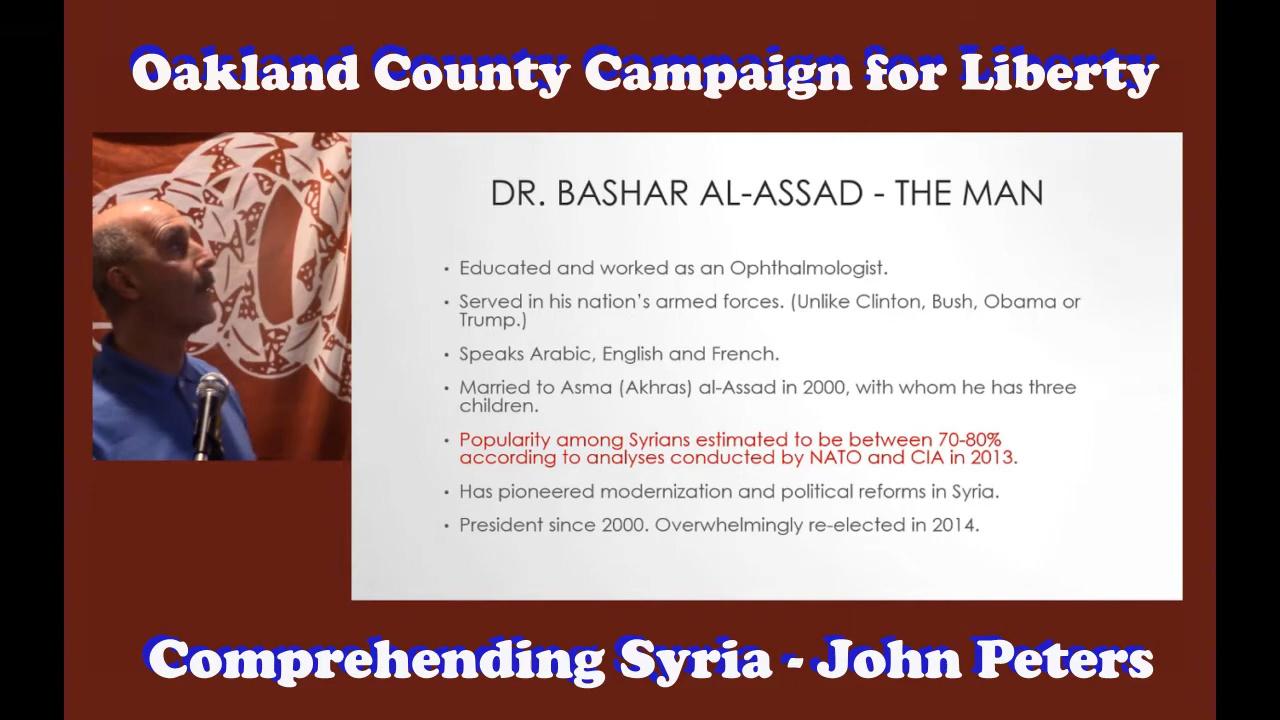 Oakland County Campaign for Liberty
DR. BASHAR AL-ASSAD - THE MAN
• Educated and worked as an Ophthalmologist.
• Served in his nation's armed forces. (Unlike Clinton, Bush, Obama or
Trump.)
• Speaks Arabic, English and French.
• Married to Asma (Akhras) al-Assad in 2000, with whom he has three
children.
• Popularity among Syrians estimated to be between 70-80%
according to analyses conducted by NATO and CIA in 2013.
• Has pioneered modernization and political reforms in Syria.
• President since 2000. Overwhelmingly re-elected in 2014.
Comprehending Syria - John Peters